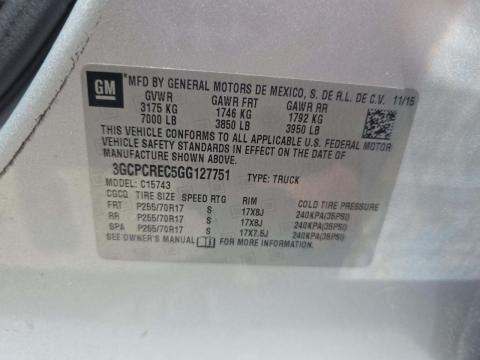 GM MFD BY GENERAL MOTORS DE MEXICO, S. DE R.L. DE C.V. 11/15
GVWR GAWR FRT GAWR RR
3175 KG 1746 KG 1792 KG
7000 LB 3850 LB 3950 LB
THIS VEHICLE CONFORMS TO ALL APPLICABLE U.S. FEDERAL MOTOR
VEHICLE SAFETY STANDARDS IN EFFECT ON THE DATE OF
MANUFACTURE SHOWN ABOVE.
3GCPCREC5GG127751 TYPE: TRUCK
MODEL: C15743
CGCQ TIRE SIZE SPEED RTG RIM COLD TIRE PRESSURE
FRT P255/70R17 S 17X8J 240KPA(35PSI)
RR P255/70R17 S 17X8J 240KPA(35PSI)
SPA P255/70R17 S 17X7.5J 240KPA(35PSI)
SEE OWNER'S MANUAL FOR MORE INFORMATION